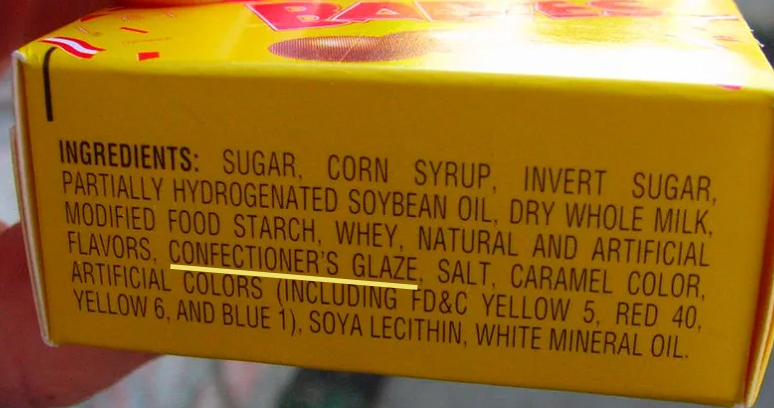 INGREDIENTS: SUGAR, CORN SYRUP, INVERT SUGAR,
PARTIALLY HYDROGENATED SOYBEAN OIL, DRY WHOLE MILK,
MODIFIED FOOD STARCH, WHEY, NATURAL AND ARTIFICIAL
FLAVORS, CONFECTIONER'S GLAZE, SALT, CARAMEL COLOR,
ARTIFICIAL COLORS (INCLUDING FD&C YELLOW 5, RED 40,
YELLOW 6, AND BLUE 1), SOYA LECITHIN, WHITE MINERAL OIL.